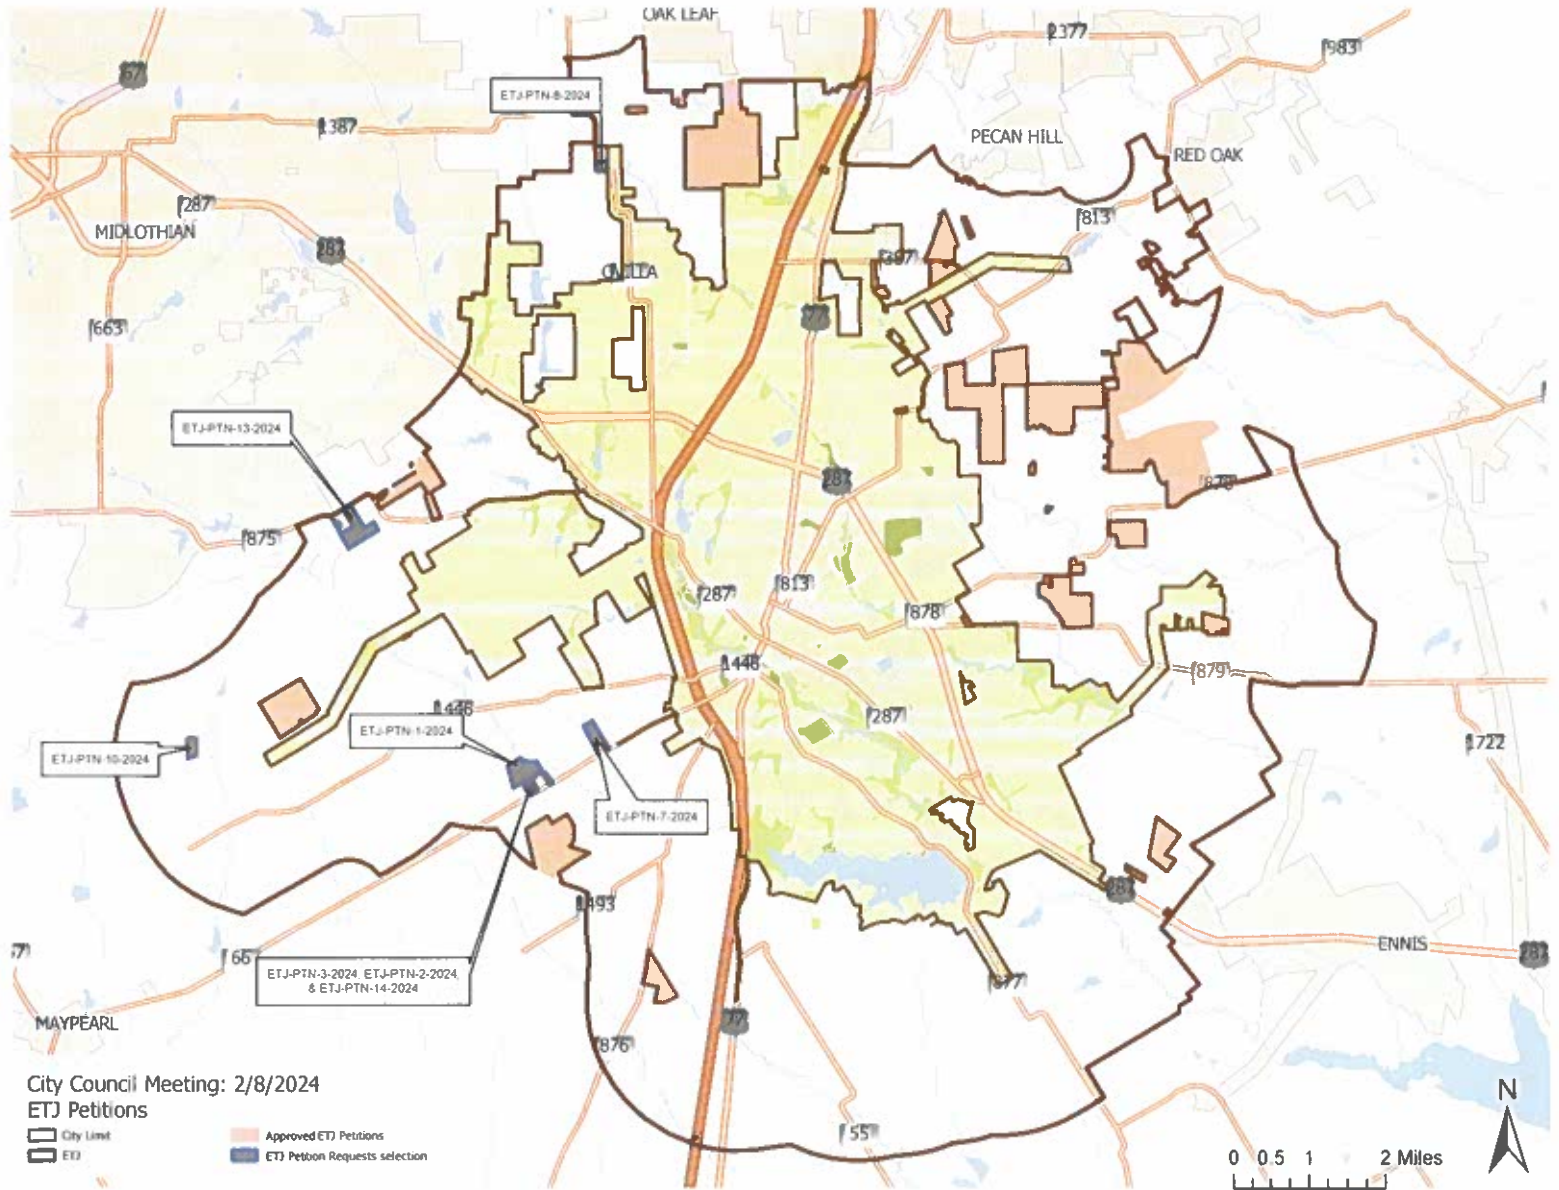 OAK LEAF
2377
983
67
ETJ-PTN-8-2024
1387
PECAN HILL
RED OAK
287
813
MIDLOTHIAN
287
387
OVILLA
663
77
ETJ-PTN-13-2024
287
878
875
287
813
878
1446
879
1446
287
ETJ-PTN-1-2024
1722
ETJ-PTN-10-2024
ETJ-PTN-7-2024
287
1493
ENNIS
287
66
ETJ-PTN-3-2024, ETJ-PTN-2-2024,
& ETJ-PTN-14-2024
877
MAYPEARL
77
876
City Council Meeting: 2/8/2024
ETJ Petitions
City Limit
ETJ
Approved ETJ Petitions
ETJ Petition Requests selection
55
N
0 0.5 1 2 Miles